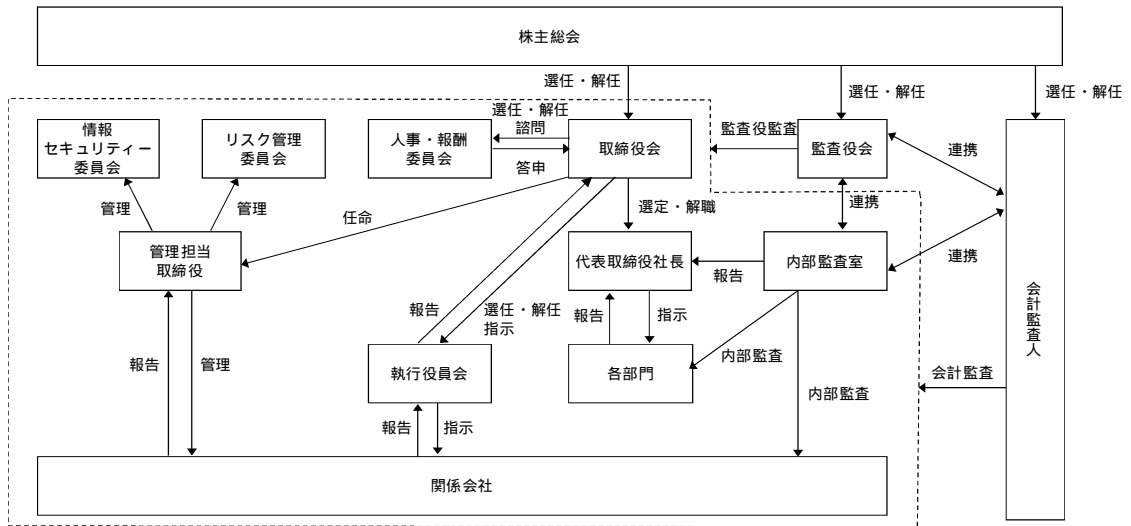 株主総会
選任・解任
選任・解任
選任・解任
選任・解任
情報
セキュリティー
委員会
リスク管理
委員会
人事・報酬
委員会
諮問
答申
取締役会
監査役監査
監査役会
連携
管理
管理
任命
選定・解職
連携
管理担当
取締役
代表取締役社長
報告
内部監査室
連携
報告
選任・解任
指示
報告
指示
内部監査
会計監査人
報告
管理
執行役員会
各部門
内部監査
会計監査
報告
指示
関係会社